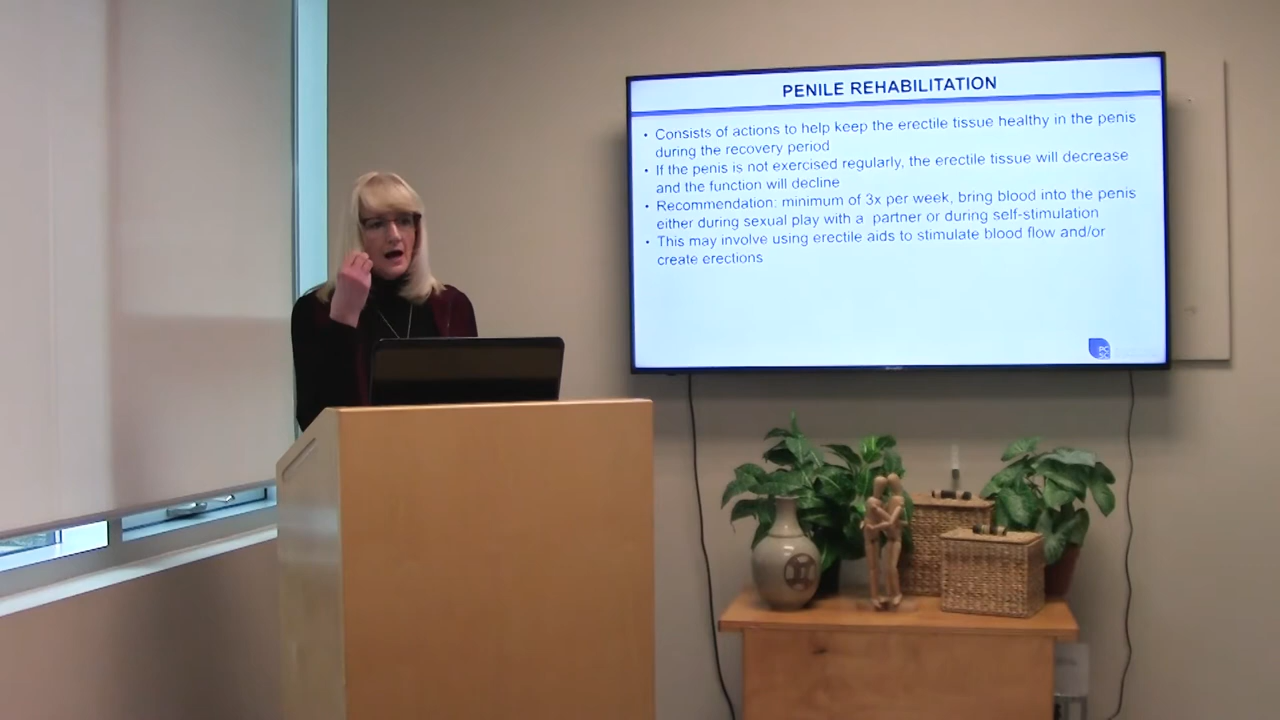 PENILE REHABILITATION
• Consists of actions to help keep the erectile tissue healthy in the penis
during the recovery period
• If the penis is not exercised regularly, the erectile tissue will decrease
and the function will decline
• Recommendation: minimum of 3x per week, bring blood into the penis
either during sexual play with a partner or during self-stimulation
• This may involve using erectile aids to stimulate blood flow and/or
create erections
PC
SC